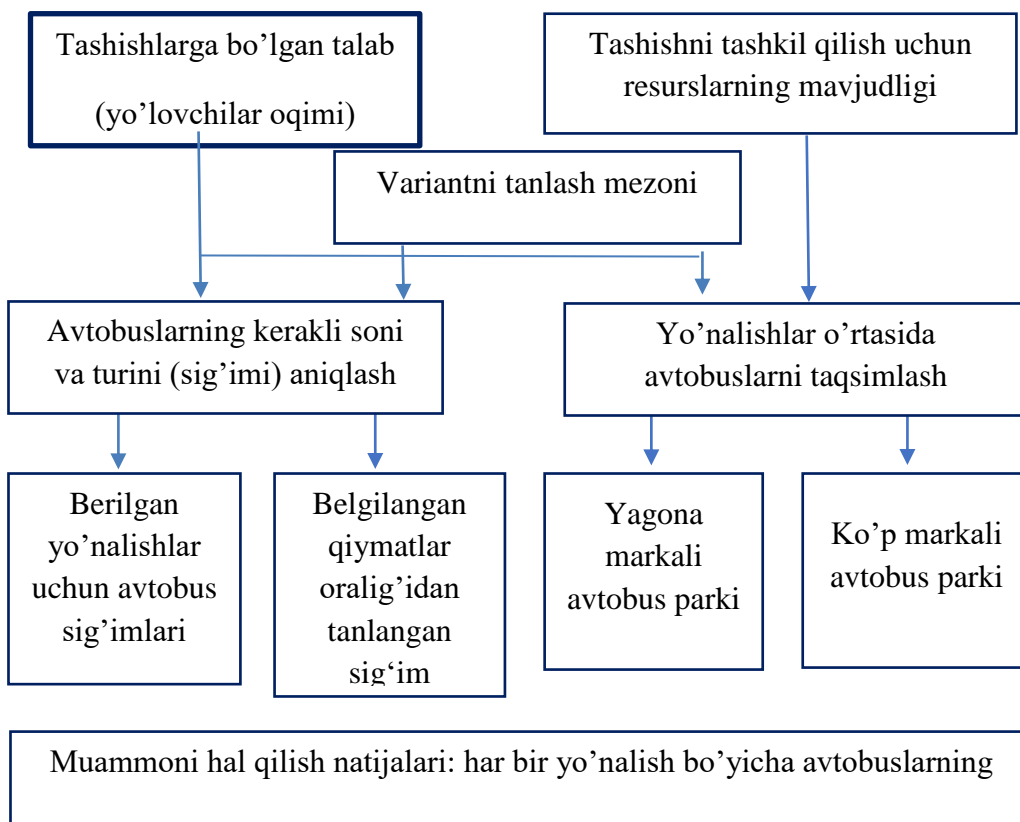 Tashishlarga bo’lgan talab
(yo’lovchilar oqimi)
Tashishni tashkil qilish uchun
resurslarning mavjudligi
Variantni tanlash mezoni
Avtobuslarning kerakli soni
va turini (sig’imi) aniqlash
Yo’nalishlar o’rtasida
avtobuslarni taqsimlash
Berilgan
yo’nalishlar
uchun avtobus
sig’imlari
Belgilangan
qiymatlar
oralig’idan
tanlangan
sig‘im
Yagona
markali
avtobus parki
Ko’p markali
avtobus parki
Muammoni hal qilish natijalari: har bir yo’nalish bo’yicha avtobuslarning